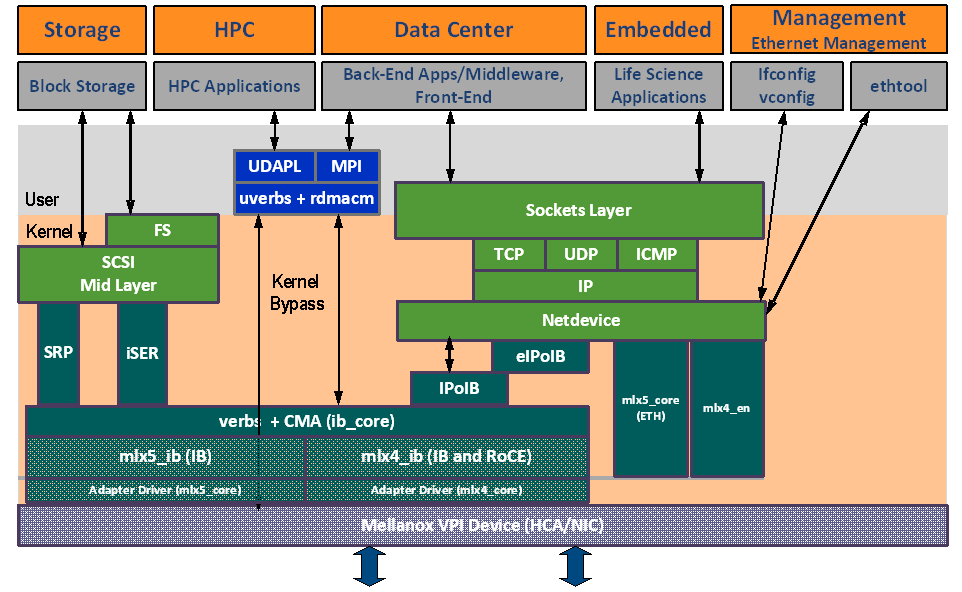 Storage
HPC
Data Center
Embedded
Management
Ethernet Management
Block Storage
HPC Applications
Back-End Apps/Middleware,
Front-End
Life Science
Applications
Ifconfig
vconfig
ethtool
UDAPL
MPI
uverbs + rdmacm
User
Kernel
FS
SCSI
Mid Layer
Kernel
Bypass
Sockets Layer
TCP
UDP
ICMP
IP
Netdevice
SRP
iSER
eIPoIB
IPoIB
mlx5_core
(ETH)
mlx4_en
verbs + CMA (ib_core)
mlx5_ib (IB)
mlx4_ib (IB and RoCE)
Adapter Driver (mlx5_core)
Adapter Driver (mlx4_core)
Mellanox VPI Device (HCA/NIC)